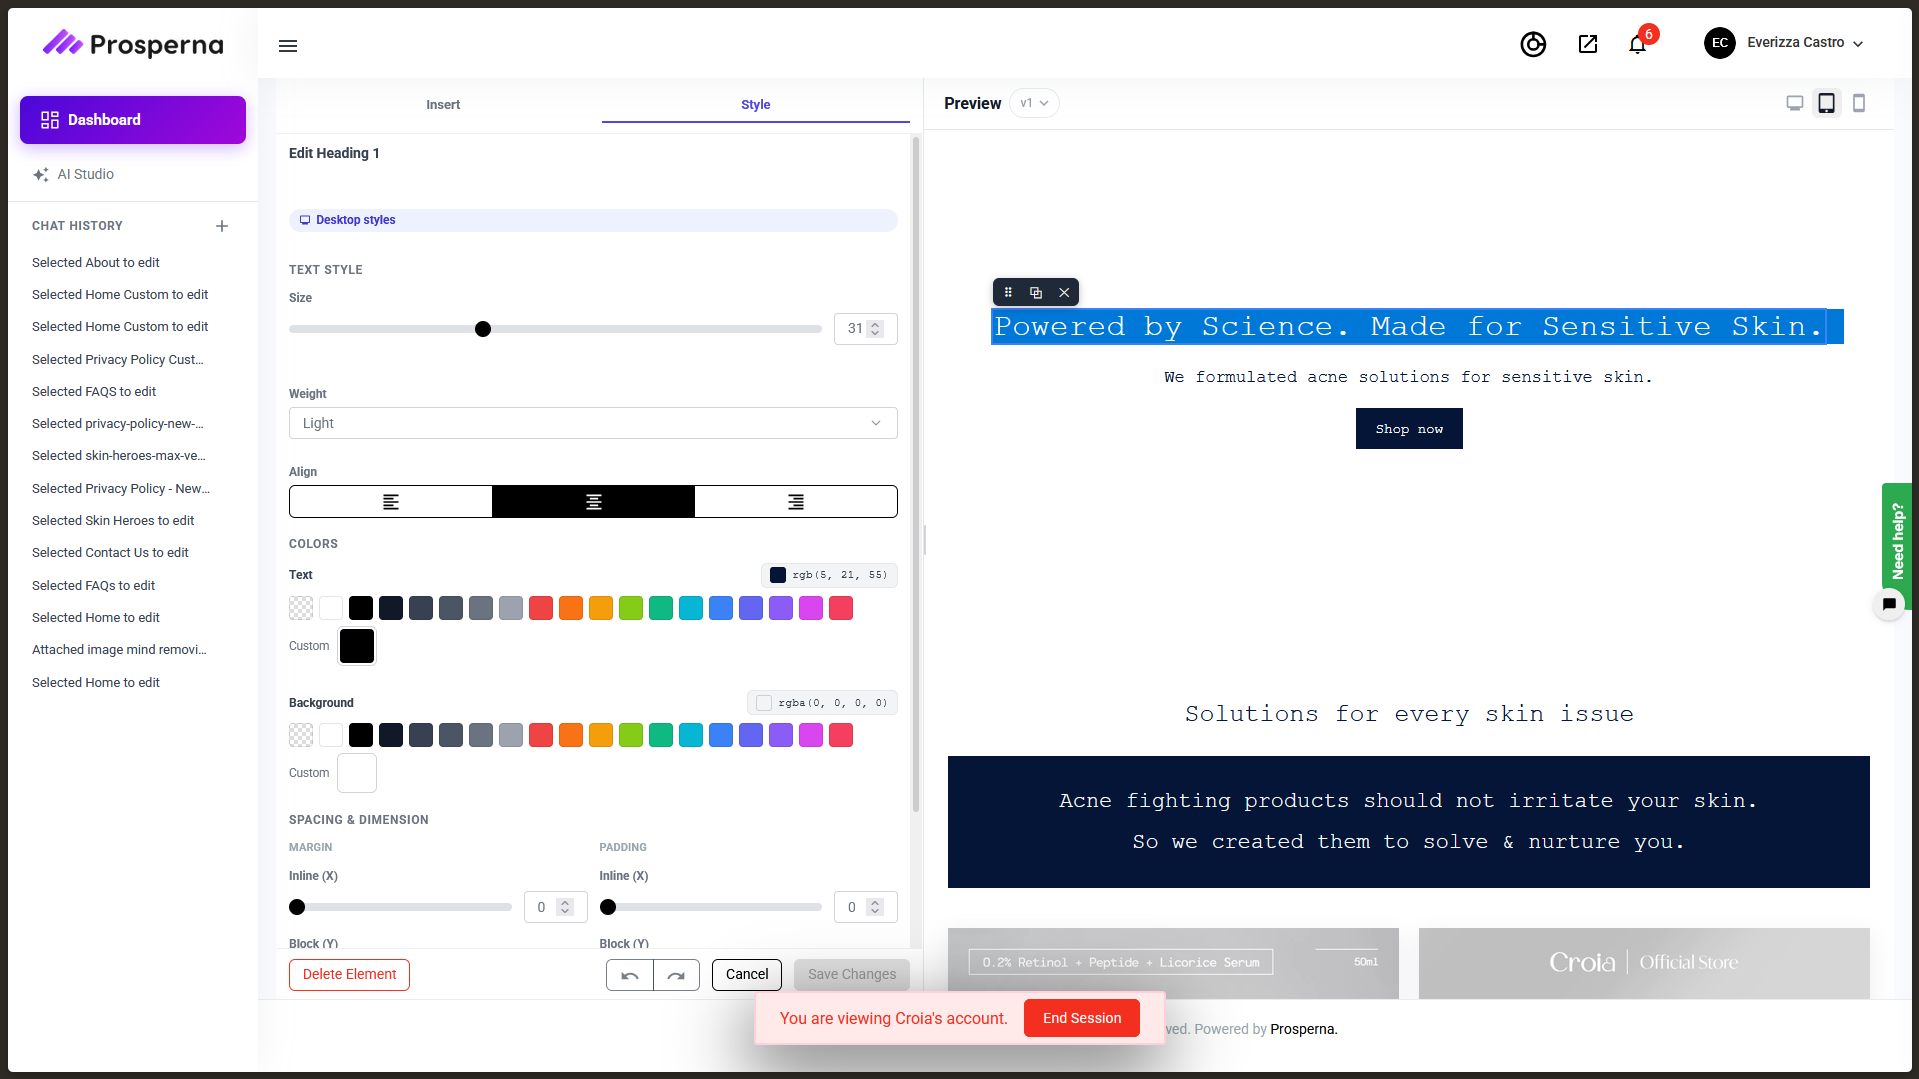 Prosperna
6
EC
Everizza Castro
Dashboard
AI Studio
CHAT HISTORY
Selected About to edit
Selected Home Custom to edit
Selected Home Custom to edit
Selected Privacy Policy Cust...
Selected FAQS to edit
Selected privacy-policy-new-...
Selected skin-heroes-max-ve...
Selected Privacy Policy - New...
Selected Skin Heroes to edit
Selected Contact Us to edit
Selected FAQs to edit
Selected Home to edit
Attached image mind removi...
Selected Home to edit
Insert
Style
Edit Heading 1
Desktop styles
TEXT STYLE
Size
31
Weight
Light
Align
COLORS
Text
rgb(5, 21, 55)
Custom
Background
rgba(0, 0, 0, 0)
Custom
SPACING & DIMENSION
MARGIN
PADDING
Inline (X)
Inline (X)
0
0
Block (Y)
Block (Y)
Delete Element
Cancel
Save Changes
Preview
v1
Powered by Science. Made for Sensitive Skin.
We formulated acne solutions for sensitive skin.
Shop now
Solutions for every skin issue
Acne fighting products should not irritate your skin.
So we created them to solve & nurture you.
0.2% Retinol + Peptide + Licorice Serum
50ml
Croia
Official Store
Need help?
You are viewing Croia's account.
End Session
ved. Powered by Prosperna.